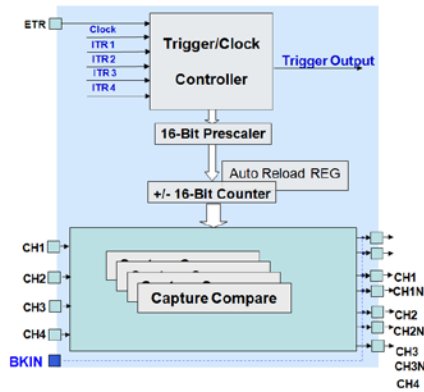 ETR
Clock
ITR 1
ITR 2
ITR 3
ITR 4
Trigger/Clock
Controller
Trigger Output
16-Bit Prescaler
Auto Reload REG
+/- 16-Bit Counter
CH1
CH2
CH3
CH4
BKIN
Capture Compare
CH1
CH1N
CH2
CH2N
CH3
CH3N
CH4